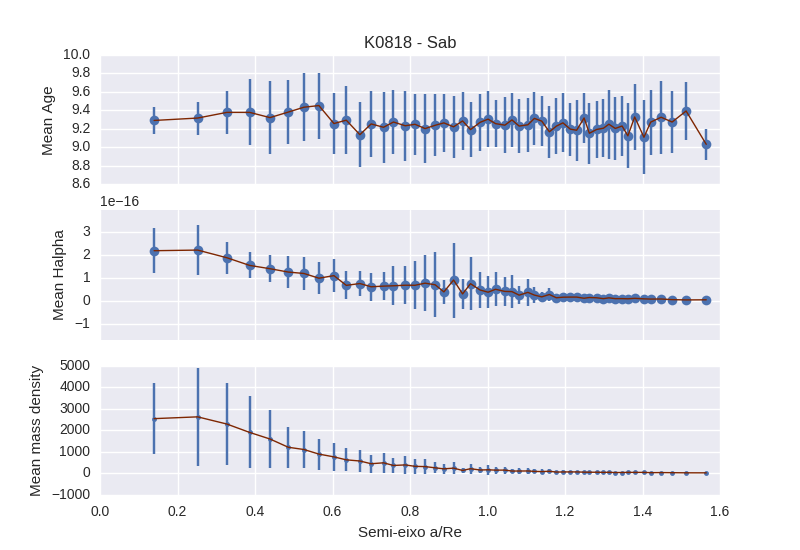 K0818 - Sab
10.0
9.8
9.6
9.4
9.2
9.0
8.8
8.6
Mean Age
1e−16
3
2
1
0
−1
Mean Halpha
5000
4000
3000
2000
1000
0
−1000
Mean mass density
0.0 0.2 0.4 0.6 0.8 1.0 1.2 1.4 1.6
Semi-eixo a/Re